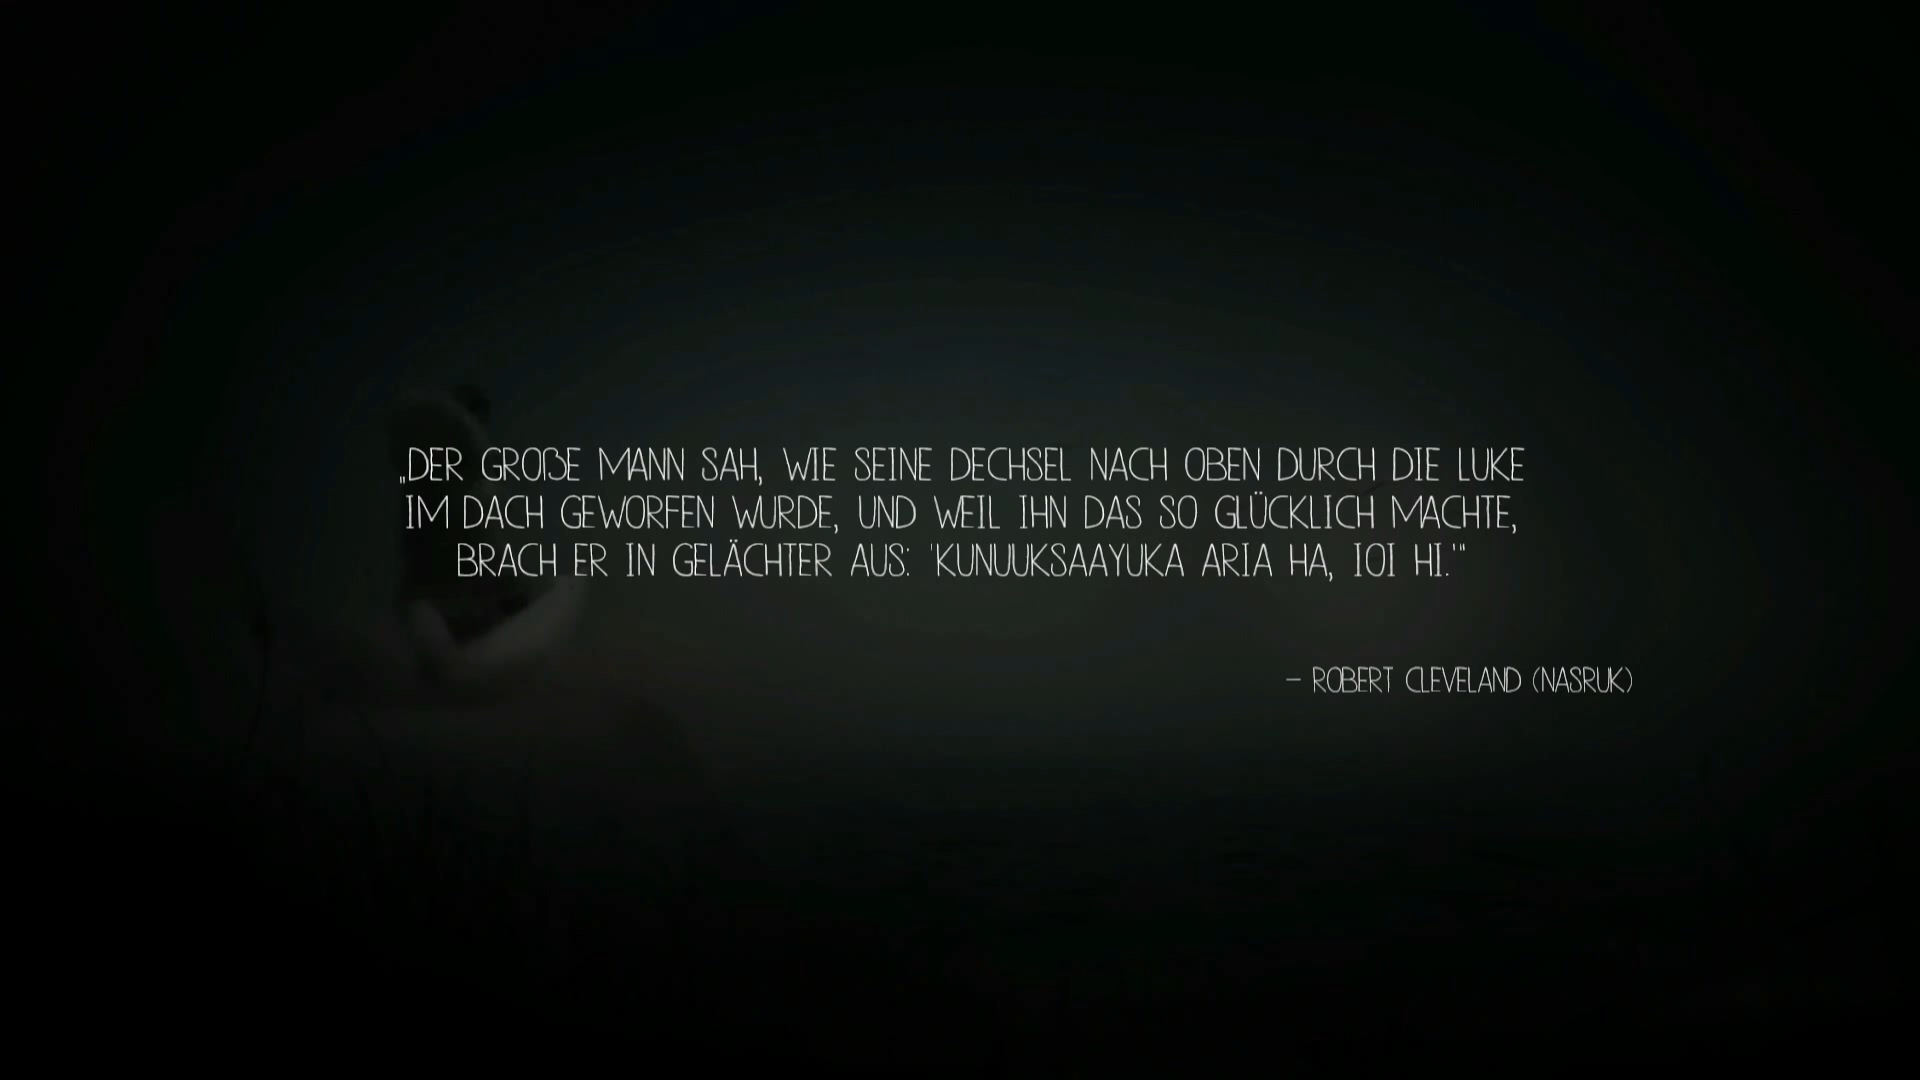 „DER GROẞE MANN SAH, WIE SEINE DECHSEL NACH OBEN DURCH DIE LUKE
IM DACH GEWORFEN WURDE, UND WEIL IHN DAS SO GLÜCKLICH MACHTE,
BRACH ER IN GELÄCHTER AUS: 'KUNUUKSAAYUKA ARIA HA, IOI HI.'"
– ROBERT CLEVELAND (NASRUK)